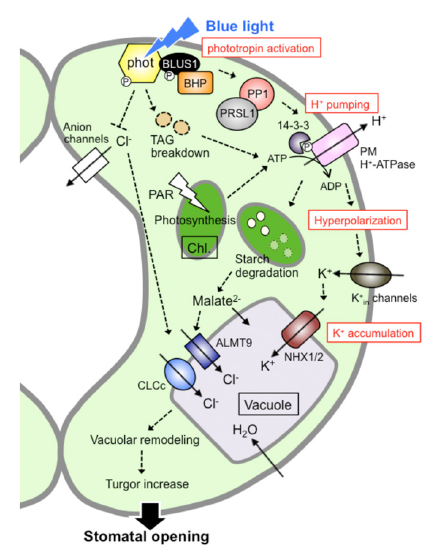 Blue light
phototropin activation
phot
BLUS1
P
P
BHP
PP1
PRSL1
H⁺ pumping
H⁺
14-3-3
P
Anion
channels
Cl⁻
TAG
breakdown
ATP
PM
H⁺-ATPase
ADP
PAR
Photosynthesis
Chl.
Hyperpolarization
Starch
degradation
K⁺
K⁺in channels
Malate²⁻
K⁺ accumulation
ALMT9
NHX1/2
K⁺
Cl⁻
CLCc
Cl⁻
Vacuole
H₂O
Vacuolar remodeling
Turgor increase
Stomatal opening